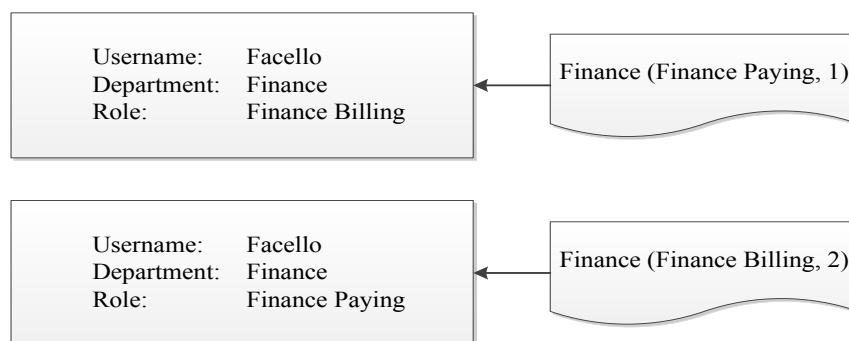 Username: Facello
Department: Finance
Role: Finance Billing
Finance (Finance Paying, 1)
Username: Facello
Department: Finance
Role: Finance Paying
Finance (Finance Billing, 2)